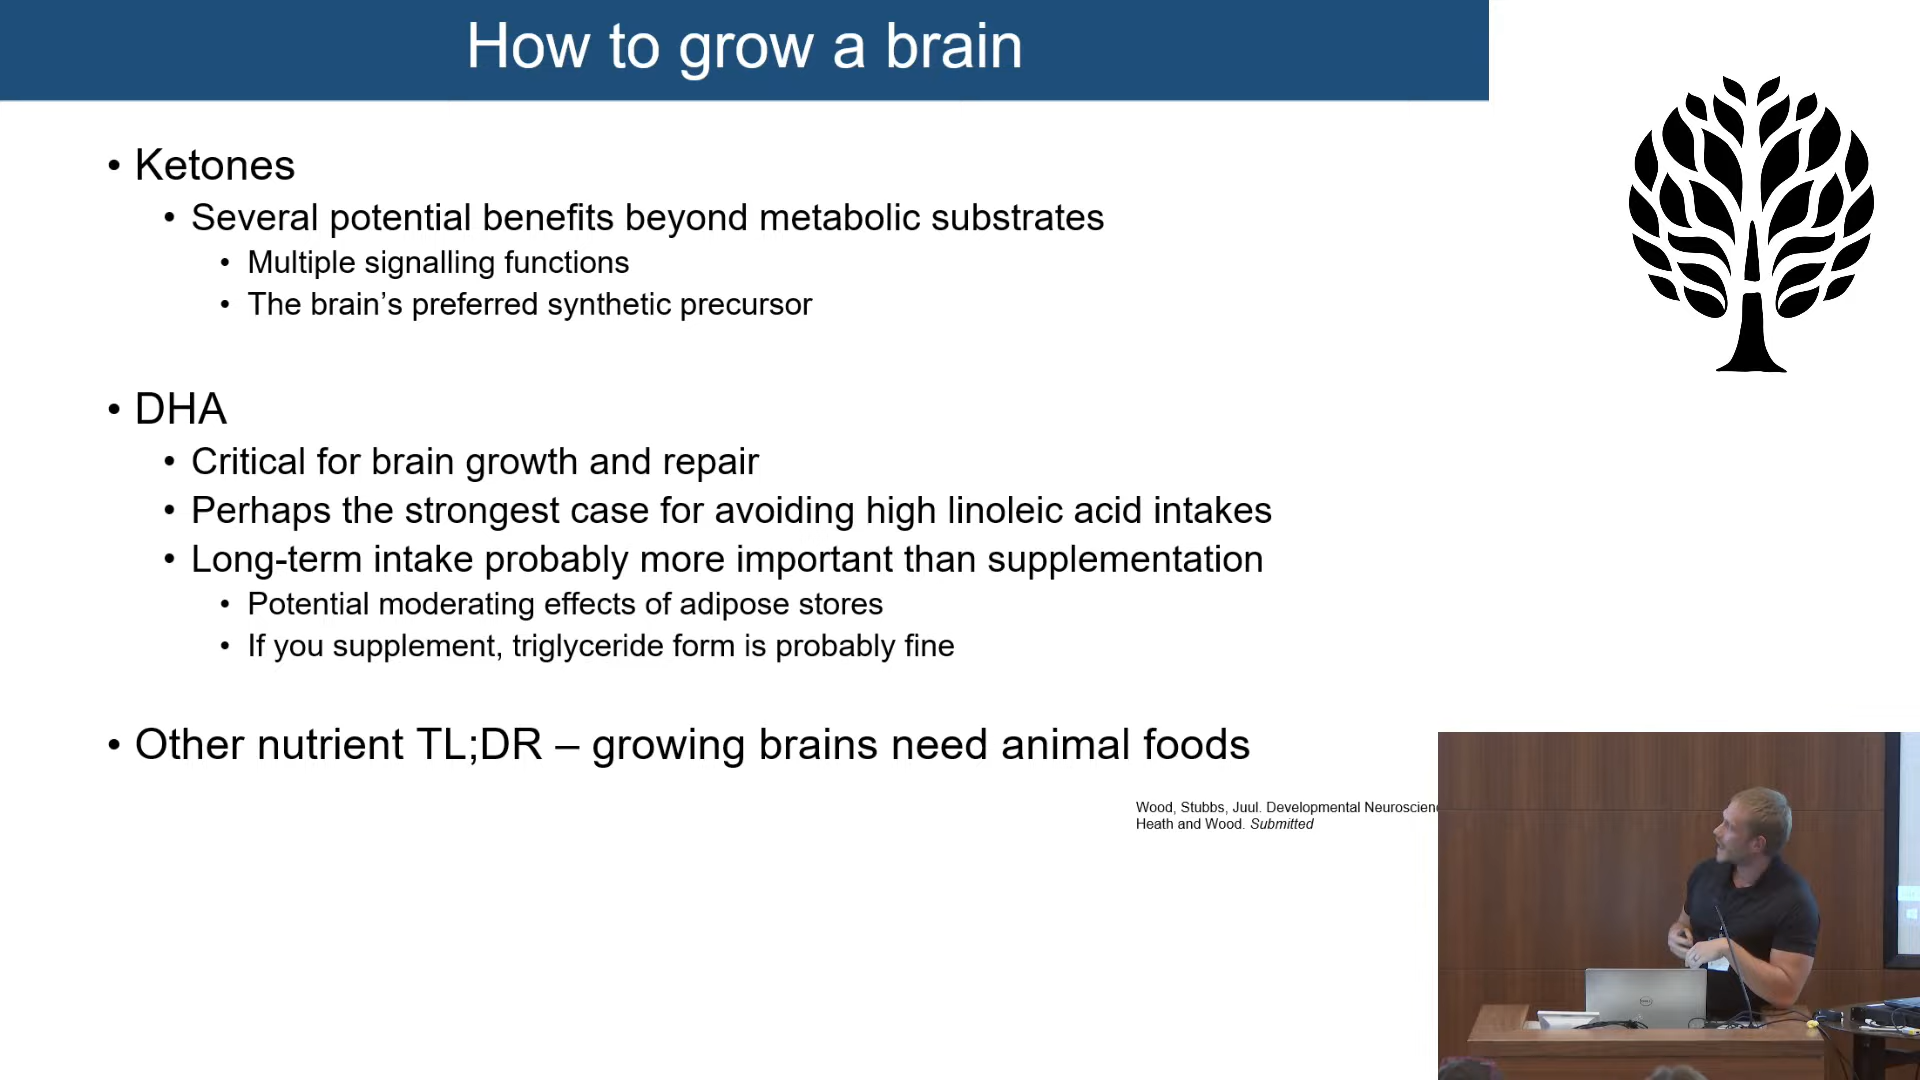 How to grow a brain
• Ketones
• Several potential benefits beyond metabolic substrates
• Multiple signalling functions
• The brain’s preferred synthetic precursor
• DHA
• Critical for brain growth and repair
• Perhaps the strongest case for avoiding high linoleic acid intakes
• Long-term intake probably more important than supplementation
• Potential moderating effects of adipose stores
• If you supplement, triglyceride form is probably fine
• Other nutrient TL;DR – growing brains need animal foods
Wood, Stubbs, Juul. Developmental
Heath and Wood. Submitted